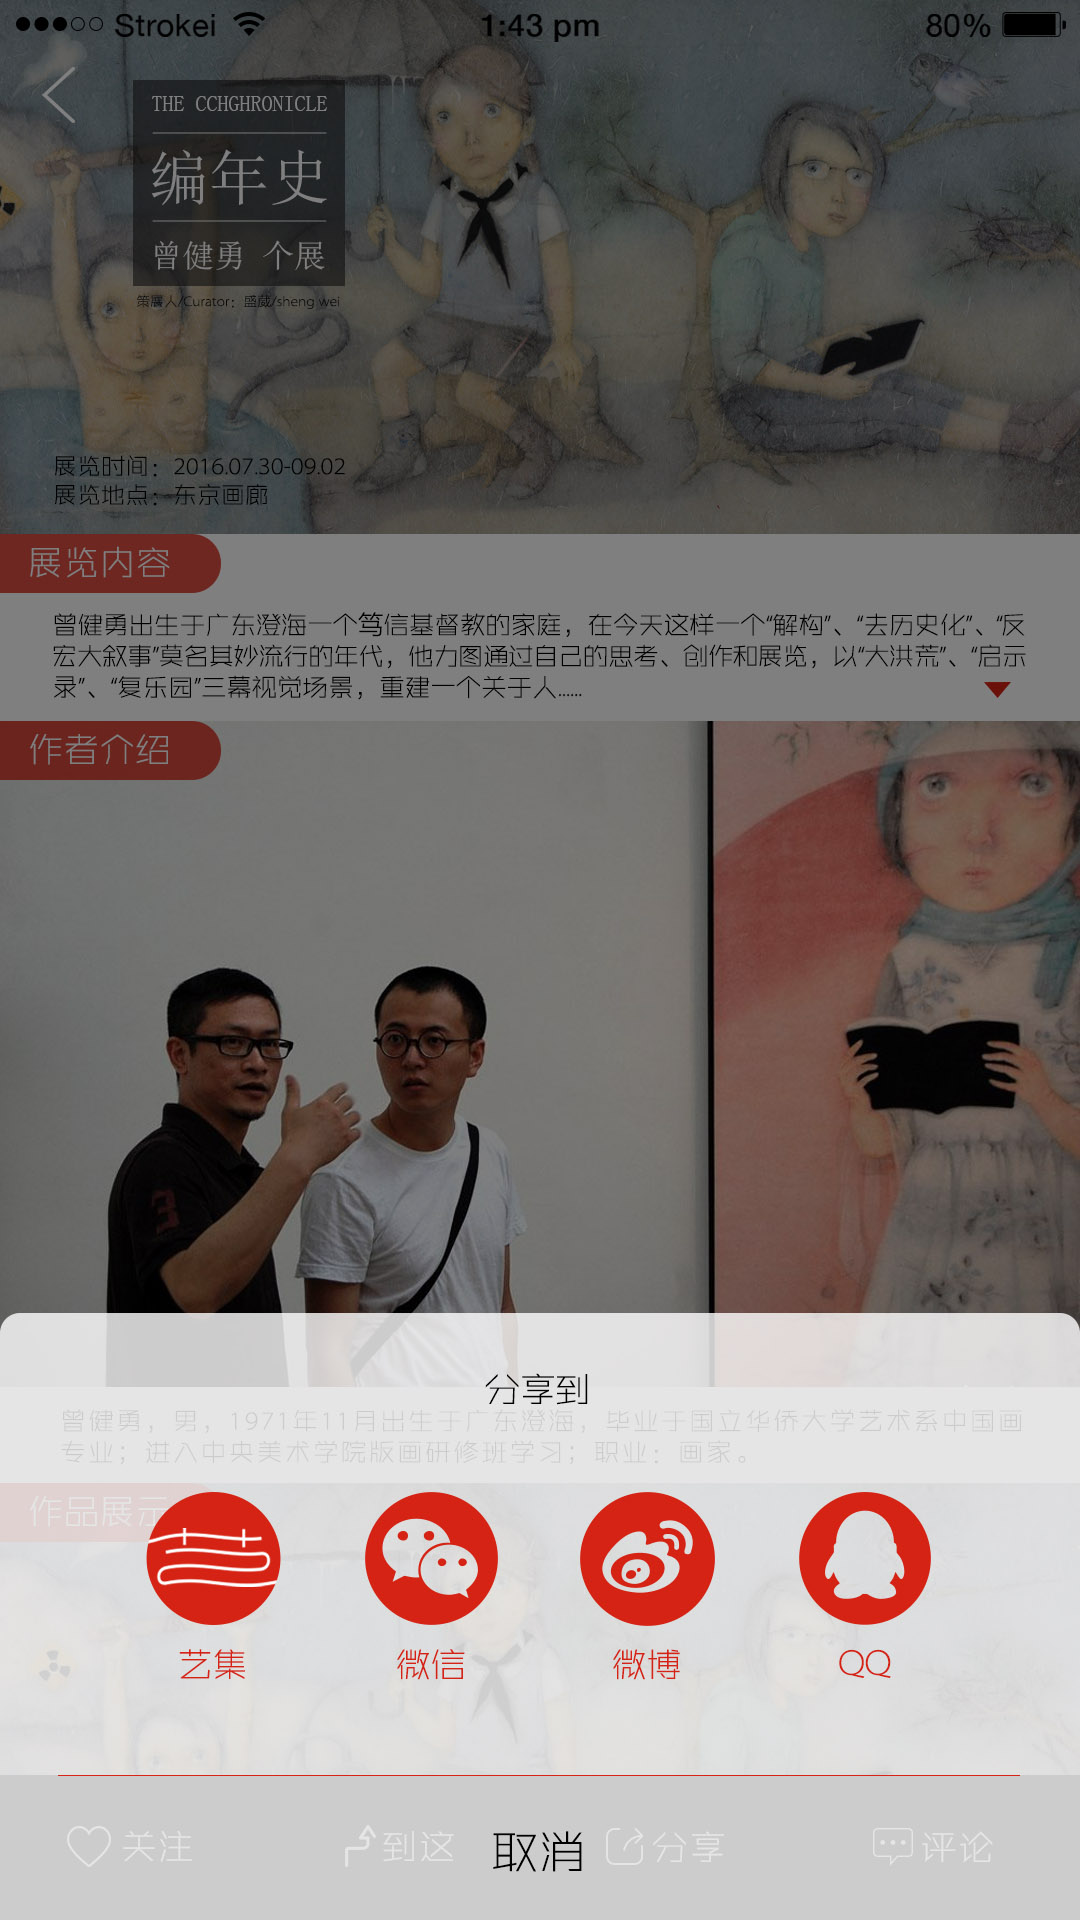 Strokei
1:43 pm
80%
THE CCHGHRONICLE
编年史
曾健勇 个展
策展人/Curator：盛葳/sheng wei
展览时间：2016.07.30-09.02
展览地点：东京画廊
展览内容
曾健勇出生于广东澄海一个笃信基督教的家庭，在今天这样一个“解构”、“去历史化”、“反
宏大叙事”莫名其妙流行的年代，他力图通过自己的思考、创作和展览，以“大洪荒”、“启示
录”、“复乐园”三幕视觉场景，重建一个关于人......
作者介绍
3
分享到
曾健勇，男，1971年11月出生于广东澄海，毕业于国立华侨大学艺术系中国画
专业；进入中央美术学院版画研修班学习；职业：画家。
作品展示
艺集
微信
微博
QQ
关注
到这
取消
分享
评论